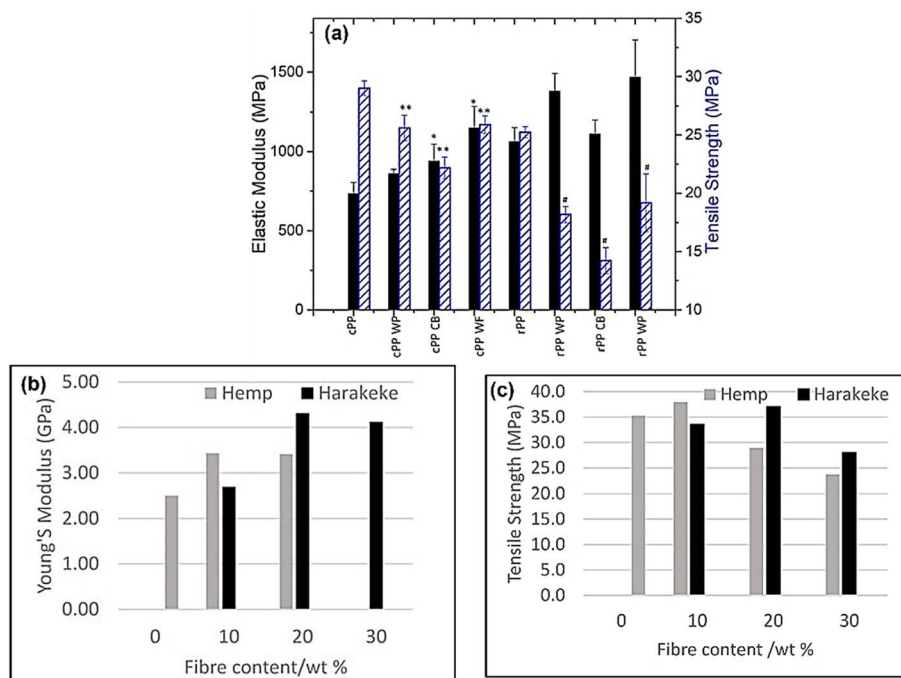 (a)
Elastic Modulus (MPa)
1500
1000
500
0
Tensile Strength (MPa)
35
30
25
20
15
10
* *
* * *
* * *
# # #
cPP
cPP WP
cPP CB
cPP WF
rPP
rPP WP
rPP CB
rPP WP
(b)
Hemp Harakeke
Young'S Modulus (GPa)
5.00
4.00
3.00
2.00
1.00
0.00
0 10 20 30
Fibre content/wt %
(c)
Hemp Harakeke
Tensile Strength (MPa)
40.0
35.0
30.0
25.0
20.0
15.0
10.0
5.0
0.0
0 10 20 30
Fibre content /wt %